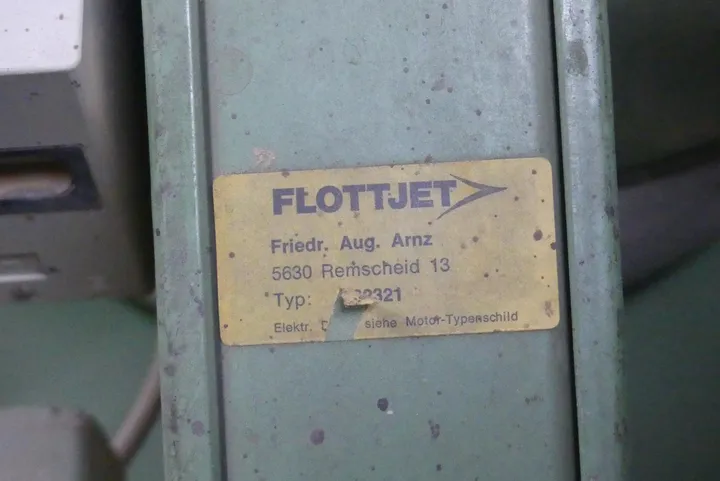 FLOTTJET
Friedr. Aug. Arnz
5630 Remscheid 13
Typ:
Elektr. siehe Motor-Typenschild